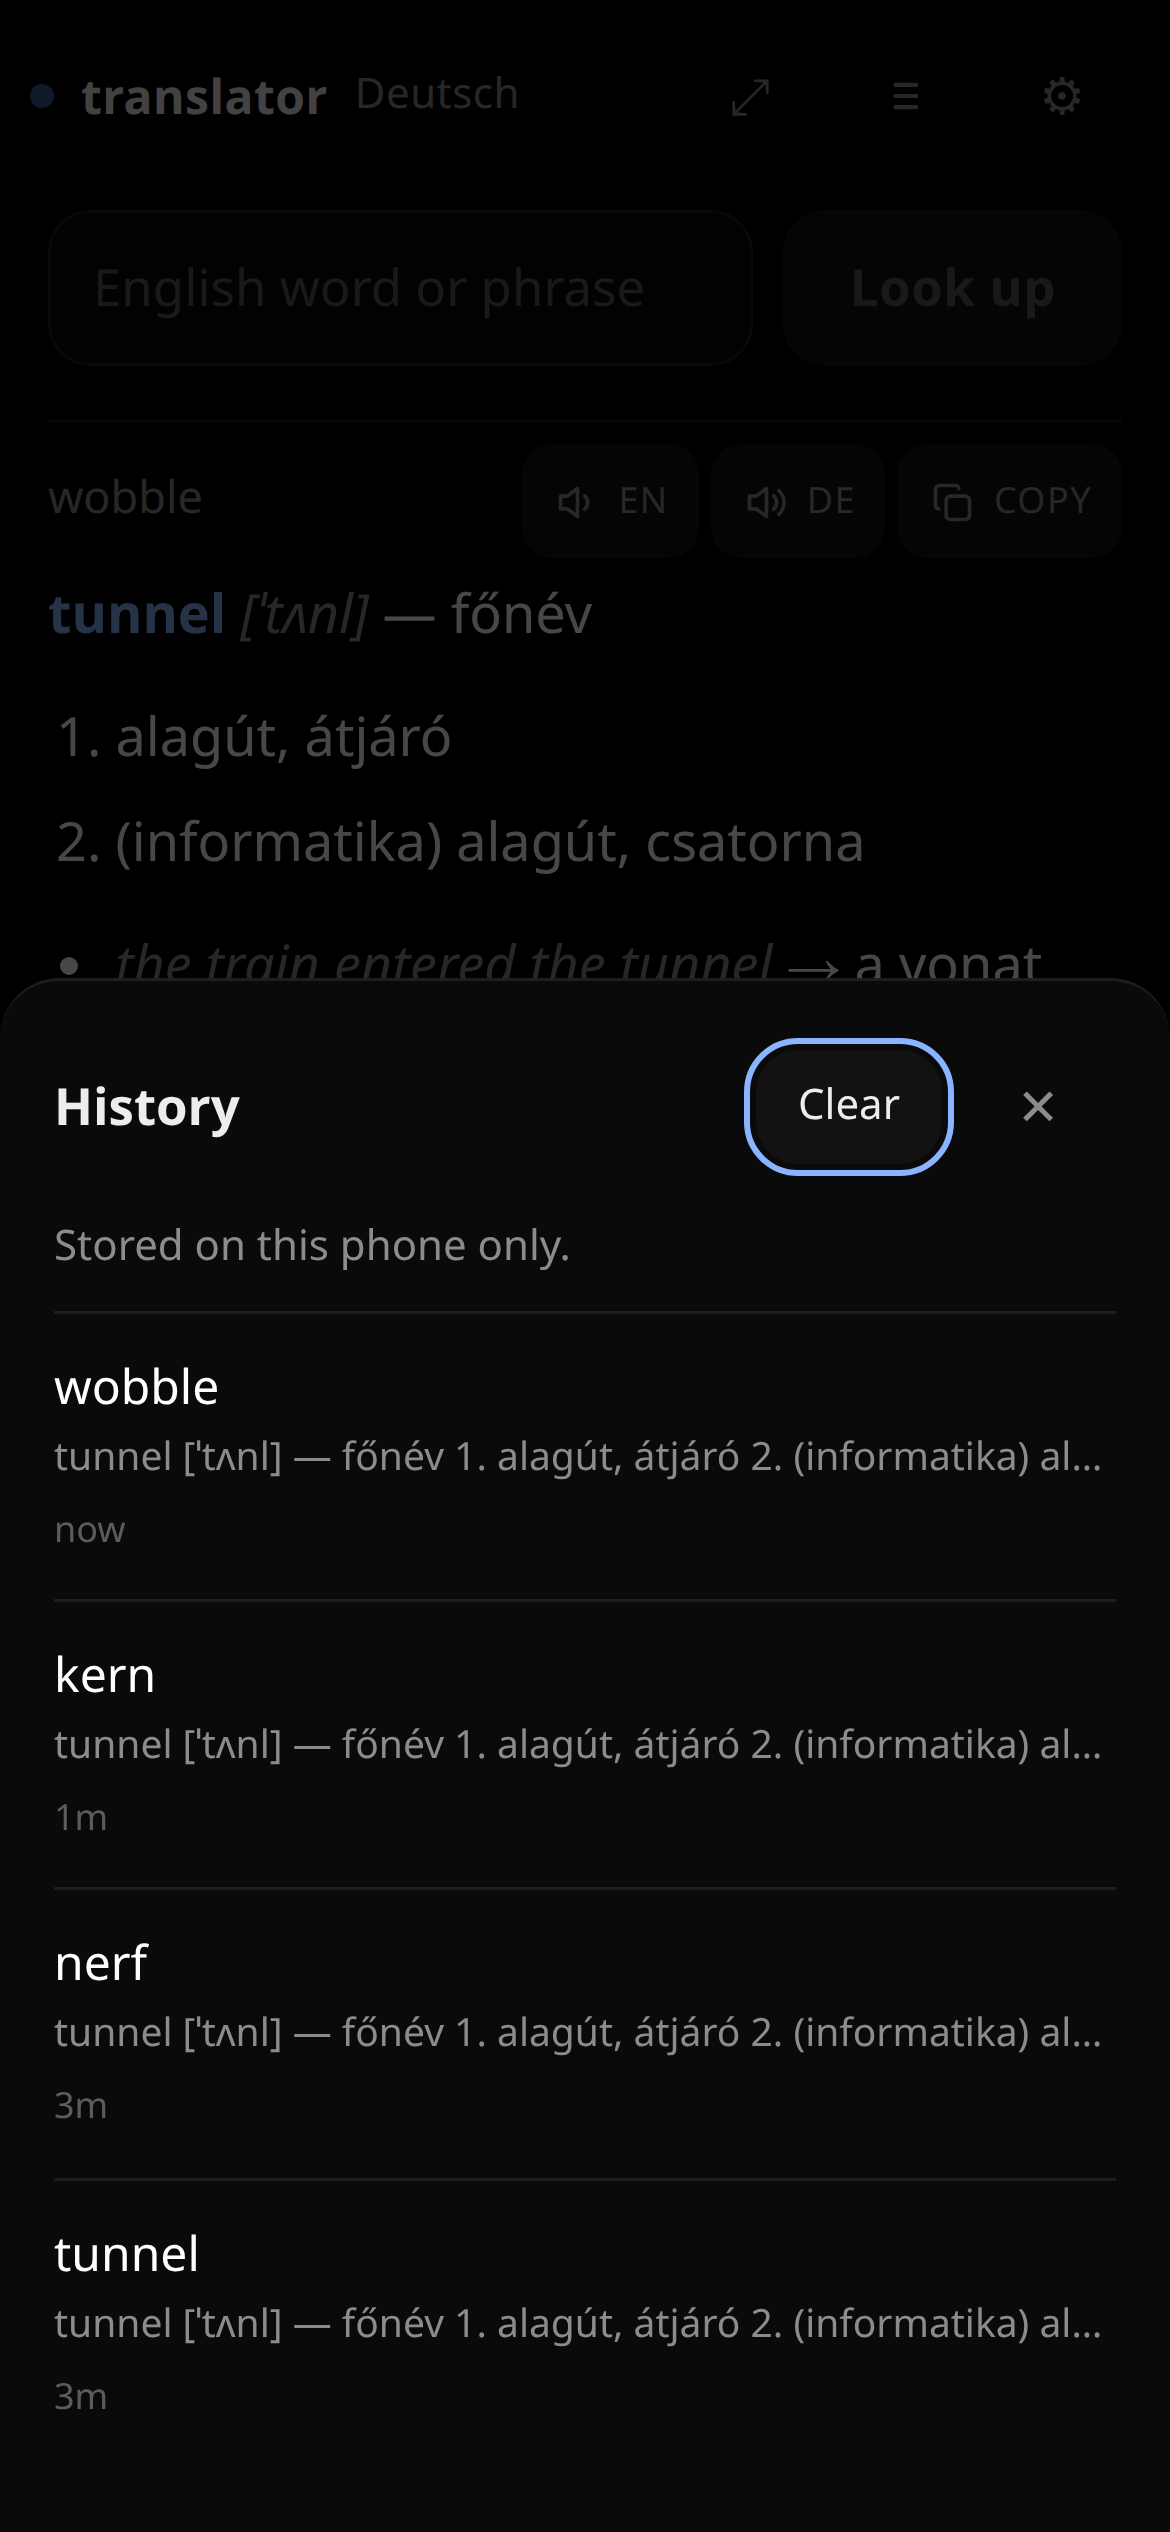 translator Deutsch
English word or phrase
Look up
wobble
EN
DE
COPY
tunnel ['tʌnl] — főnév
1. alagút, átjáró
2. (informatika) alagút, csatorna
• the train entered the tunnel → a vonat
History
Clear
Stored on this phone only.
wobble
tunnel ['tʌnl] — főnév 1. alagút, átjáró 2. (informatika) al...
now
kern
tunnel ['tʌnl] — főnév 1. alagút, átjáró 2. (informatika) al...
1m
nerf
tunnel ['tʌnl] — főnév 1. alagút, átjáró 2. (informatika) al...
3m
tunnel
tunnel ['tʌnl] — főnév 1. alagút, átjáró 2. (informatika) al...
3m